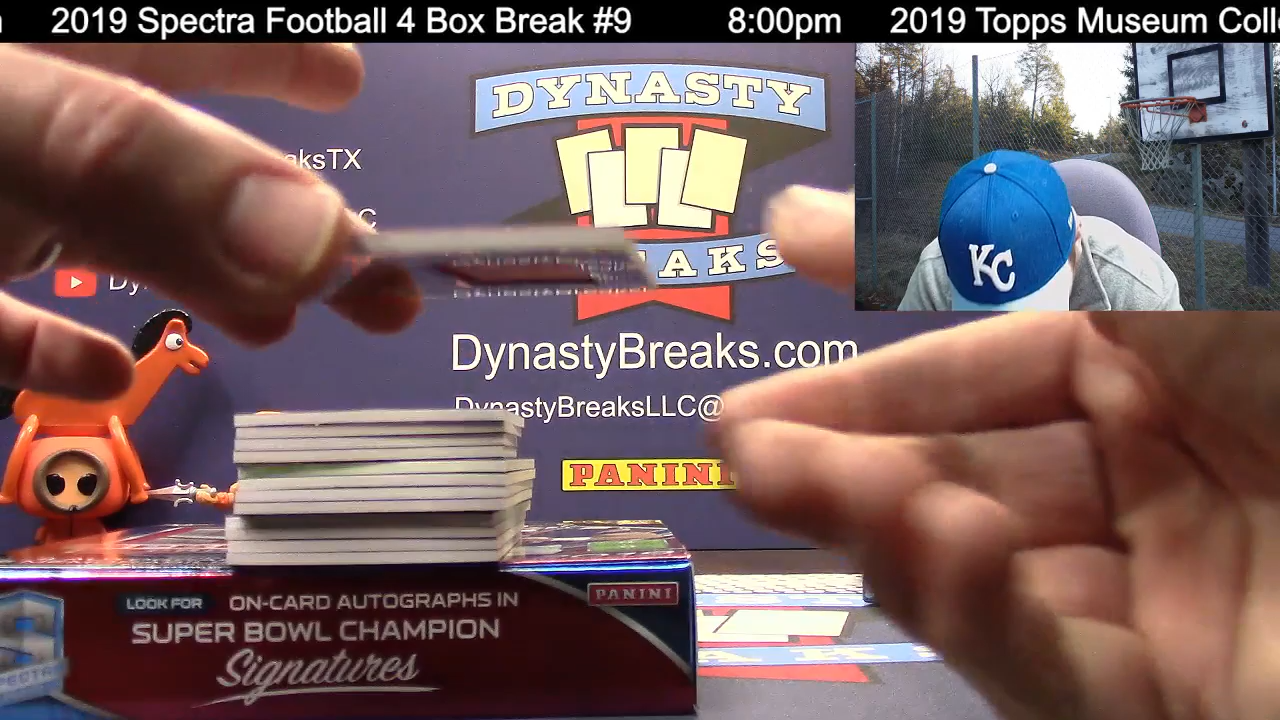 2019 Spectra Football 4 Box Break #9 8:00pm 2019 Topps Museum
DYNASTY
KC
DynastyBreaks.com
DynastyBreaksLLC@
PANINI
LOOK FOR ON-CARD AUTOGRAPHS IN
PANINI
SUPER BOWL CHAMPION
Signatures